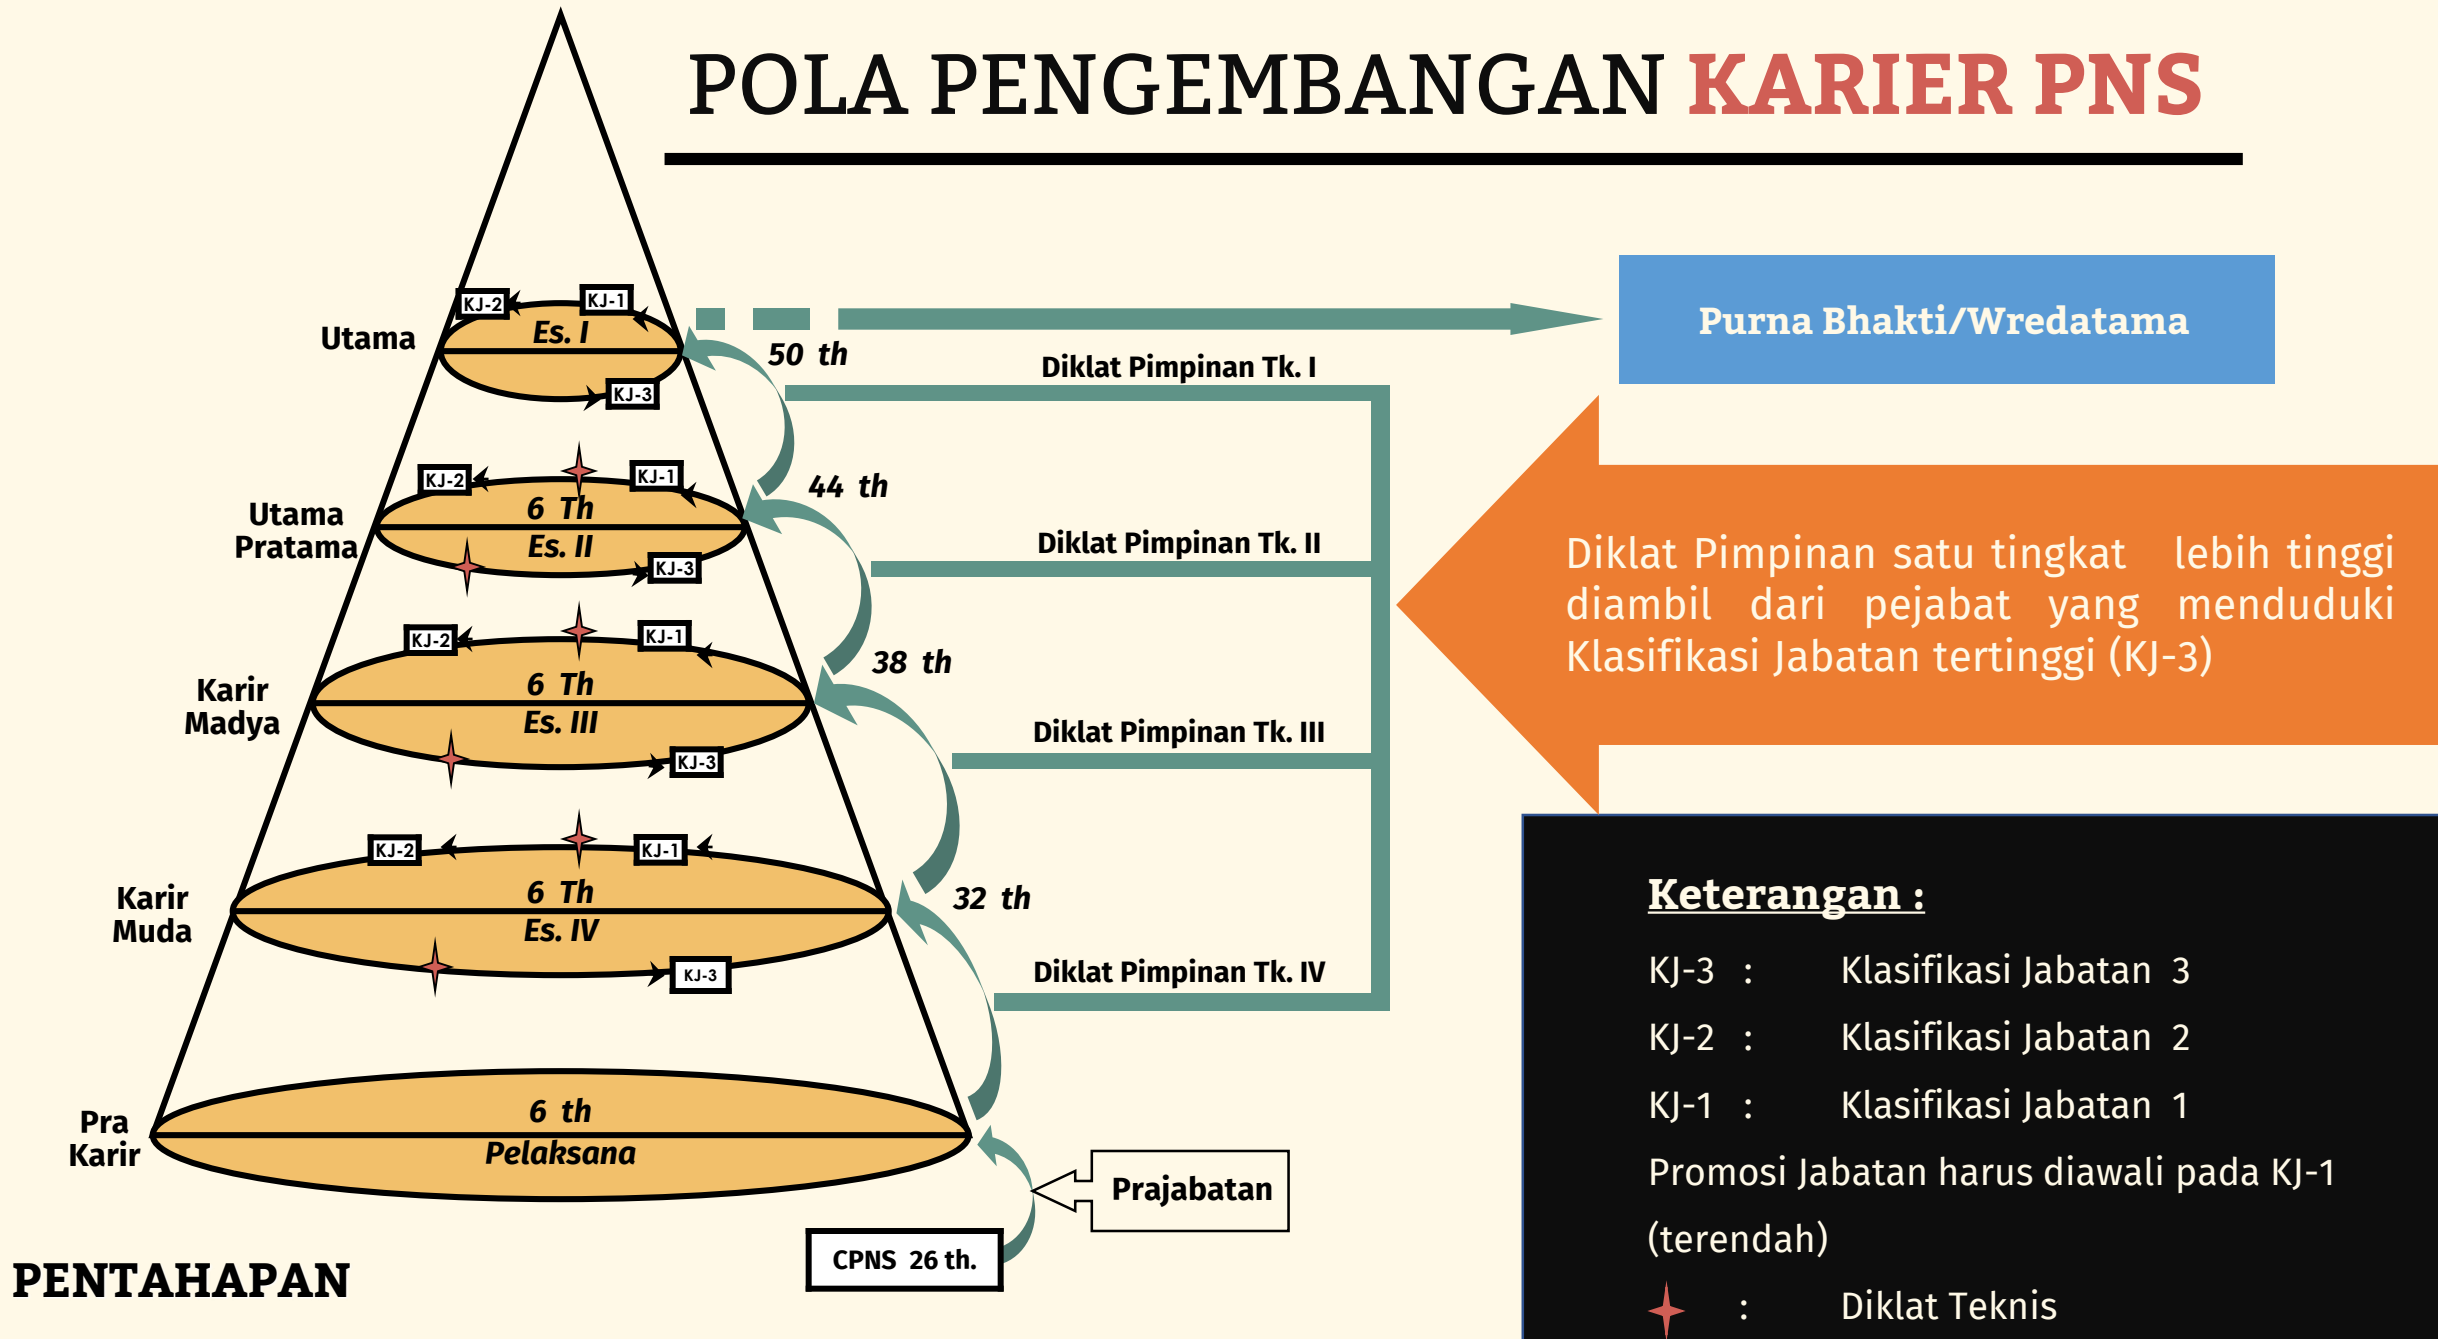 POLA PENGEMBANGAN KARIER PNS
Utama
KJ-2
KJ-1
Es. I
KJ-3
50 th
Purna Bhakti/Wredatama
Diklat Pimpinan Tk. I
Utama
Pratama
KJ-2
KJ-1
6 Th
Es. II
KJ-3
44 th
Diklat Pimpinan Tk. II
Diklat Pimpinan satu tingkat lebih tinggi
diambil dari pejabat yang menduduki
Klasifikasi Jabatan tertinggi (KJ-3)
Karir
Madya
KJ-2
KJ-1
6 Th
Es. III
KJ-3
38 th
Diklat Pimpinan Tk. III
Karir
Muda
KJ-2
KJ-1
6 Th
Es. IV
KJ-3
32 th
Diklat Pimpinan Tk. IV
Pra
Karir
6 th
Pelaksana
Prajabatan
CPNS 26 th.
PENTAHAPAN
Keterangan :
KJ-3 : Klasifikasi Jabatan 3
KJ-2 : Klasifikasi Jabatan 2
KJ-1 : Klasifikasi Jabatan 1
Promosi Jabatan harus diawali pada KJ-1
(terendah)
: Diklat Teknis